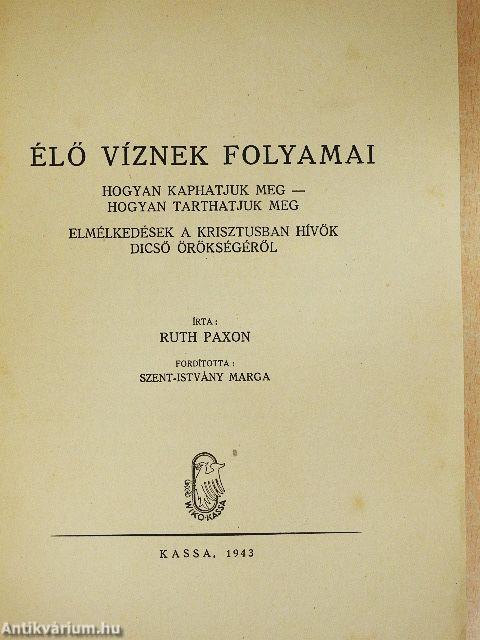 ÉLŐ VÍZNEK FOLYAMAI
HOGYAN KAPHATJUK MEG —
HOGYAN TARTHATJUK MEG
ELMÉLKEDÉSEK A KRISZTUSBAN HÍVŐK
DICSŐ ÖRÖKSÉGÉRŐL
ÍRTA :
RUTH PAXON
FORDÍTOTTA :
SZENT-ISTVÁNY MARGA
WIKO-KASSA
KASSA, 1943
Antikvárium.hu